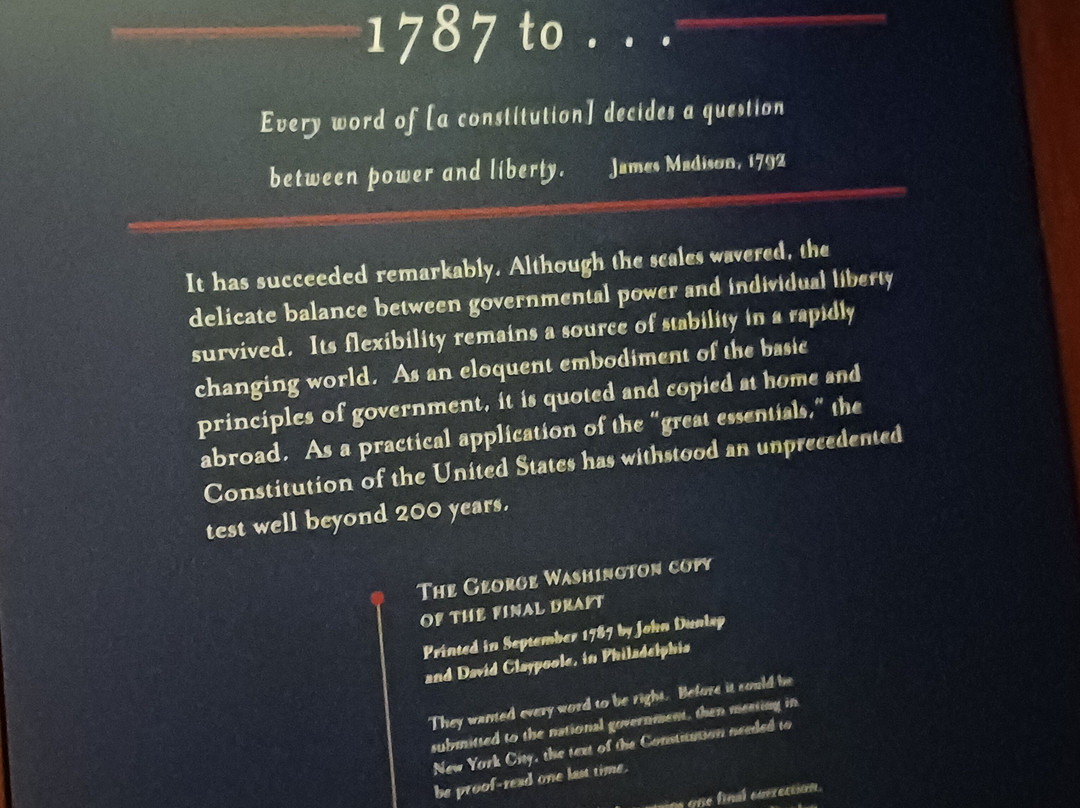 1787 to . . .
Every word of [a constitution] decides a question
between power and liberty. James Madison, 1792
It has succeeded remarkably. Although the scales wavered, the
delicate balance between governmental power and individual liberty
survived. Its flexibility remains a source of stability in a rapidly
changing world. As an eloquent embodiment of the basic
principles of government, it is quoted and copied at home and
abroad. As a practical application of the "great essentials," the
Constitution of the United States has withstood an unprecedented
test well beyond 200 years.
THE GEORGE WASHINGTON COPY
OF THE FINAL DRAFT
Printed in September 1787 by John Dunlap
and David Claypoole, in Philadelphia
They wanted every word to be right. Before it could be
submitted to the national government, then meeting in
New York City, the text of the Constitution needed to
be proof-read one last time.
one final correction.